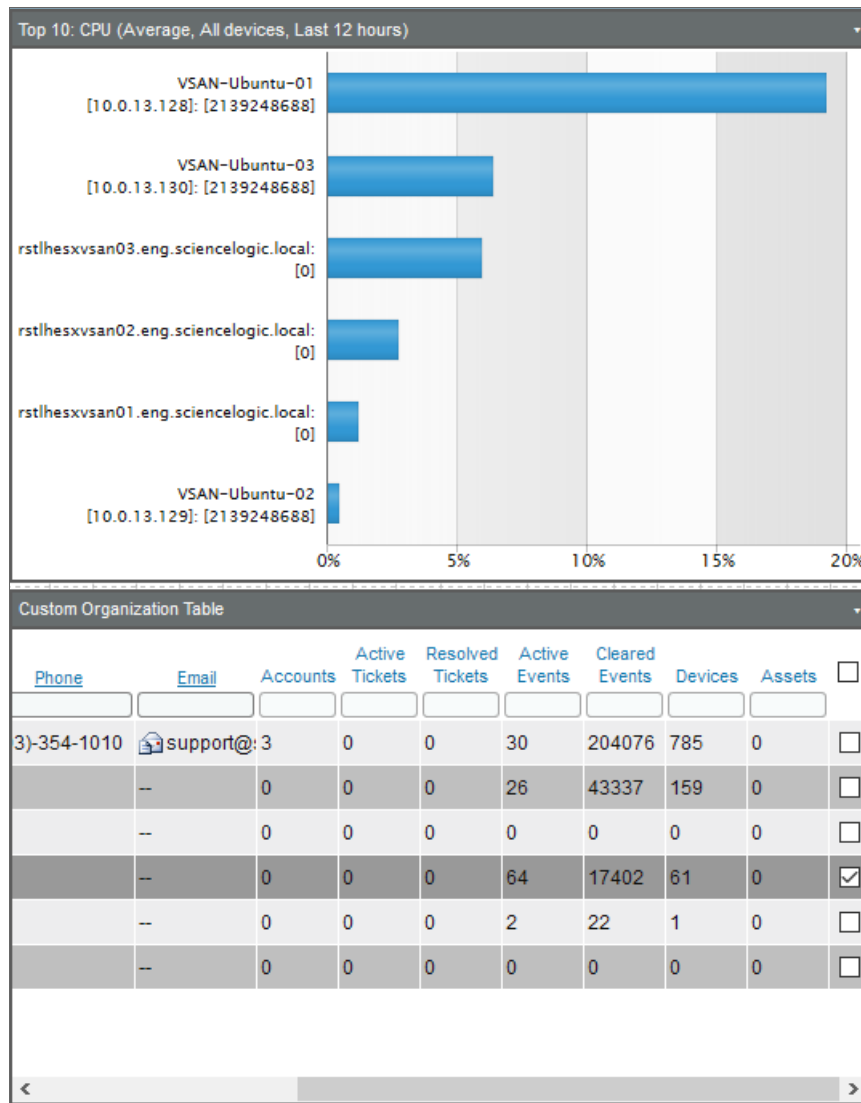 Top 10: CPU (Average, All devices, Last 12 hours)
VSAN-Ubuntu-01
[10.0.13.128]: [2139248688]
VSAN-Ubuntu-03
[10.0.13.130]: [2139248688]
rstlhesxvsan03.eng.sciencelogic.local:
[0]
rstlhesxvsan02.eng.sciencelogic.local:
[0]
rstlhesxvsan01.eng.sciencelogic.local:
[0]
VSAN-Ubuntu-02
[10.0.13.129]: [2139248688]
0% 5% 10% 15% 20%
Custom Organization Table
Phone Email Accounts Active Tickets Resolved Tickets Active Events Cleared Events Devices Assets
3)-354-1010 support@ 3 0 0 30 204076 785 0
-- 0 0 0 26 43337 159 0
-- 0 0 0 0 0 0 0
-- 0 0 0 64 17402 61 0
-- 0 0 0 2 22 1 0
-- 0 0 0 0 0 0 0